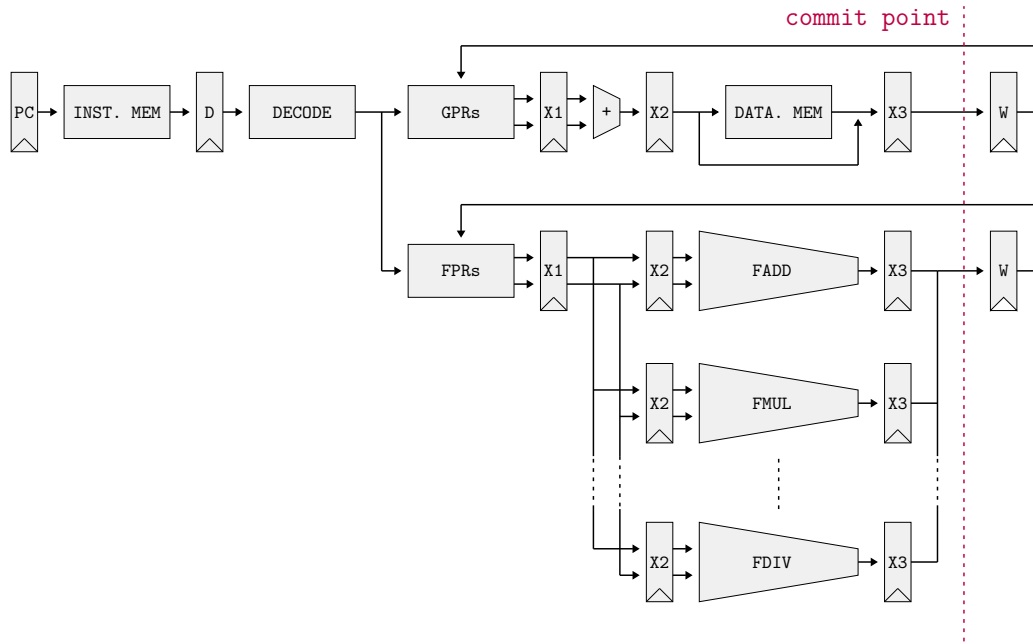 commit point
PC
INST. MEM
D
DECODE
GPRs
X1
+
X2
DATA. MEM
X3
W
FPRs
X1
X2
FADD
X3
W
X2
FMUL
X3
X2
FDIV
X3